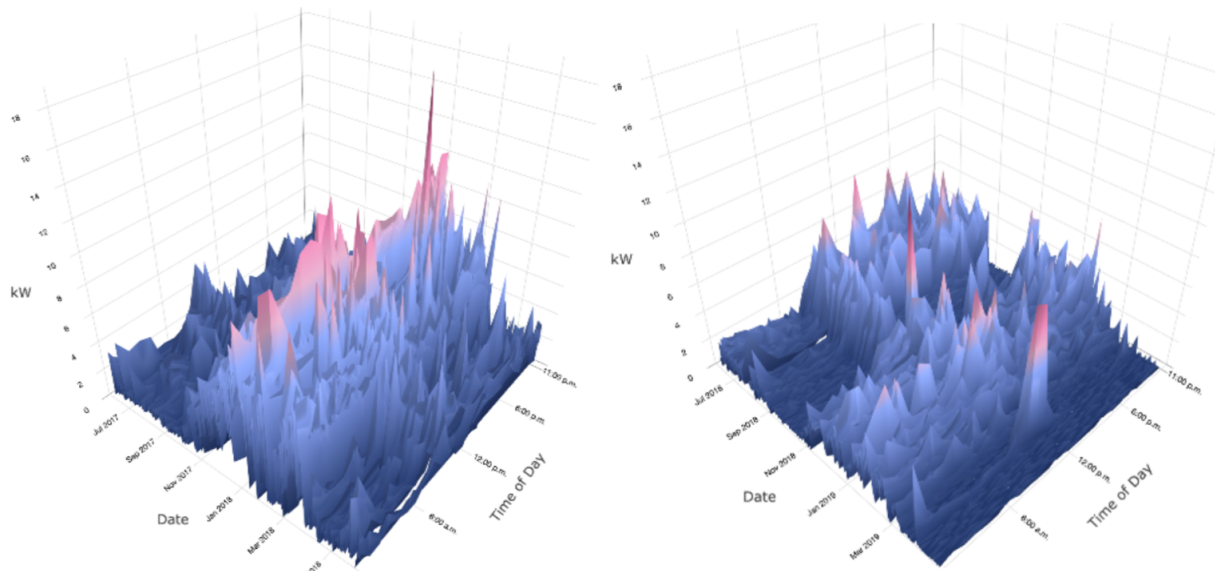 18
16
14
12
10
8
6
4
2
0
kW
Jul 2017
Sep 2017
Nov 2017
Jan 2018
Mar 2018
Date
6:00 a.m.
12:00 p.m.
6:00 p.m.
11:00 p.m.
Time of Day
18
16
14
12
10
8
6
4
2
0
kW
Jul 2018
Sep 2018
Nov 2018
Jan 2019
Mar 2019
Date
6:00 a.m.
12:00 p.m.
6:00 p.m.
11:00 p.m.
Time of Day